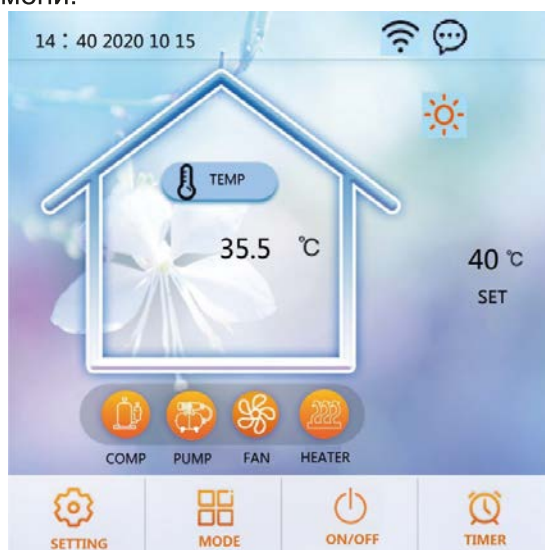 мени.
14：40 2020 10 15
TEMP
35.5 ℃
40 ℃
SET
COMP PUMP FAN HEATER
SETTING MODE ON/OFF TIMER